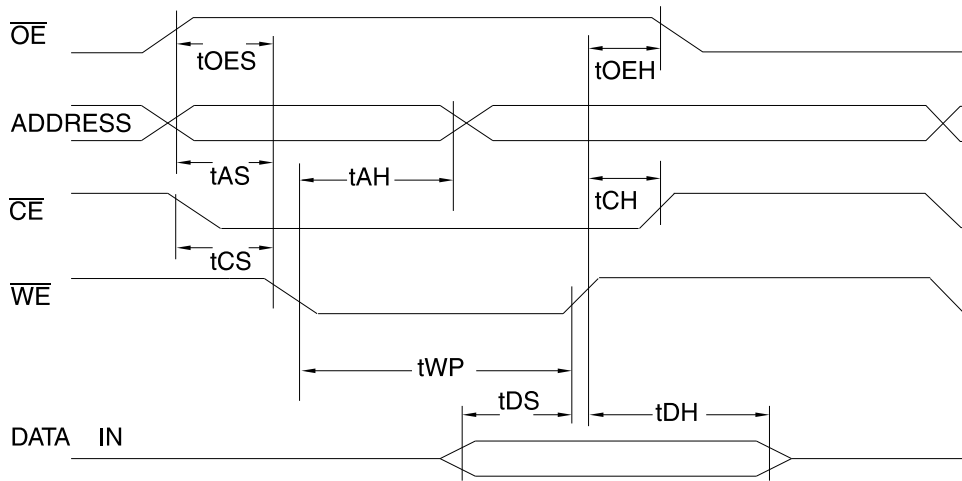 OE
tOES
tOEH
ADDRESS
tAS
tAH
tCH
CE
tCS
WE
tWP
tDS
tDH
DATA IN